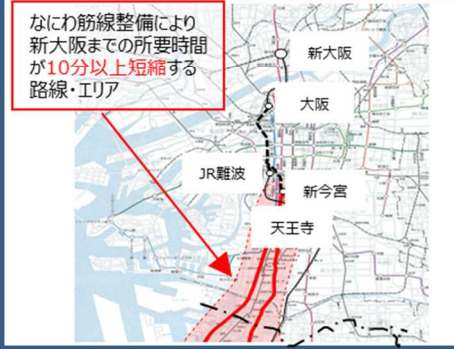 なにわ筋線整備により
新大阪までの所要時間
が10分以上短縮する
路線・エリア
新大阪
大阪
JR難波
新今宮
天王寺